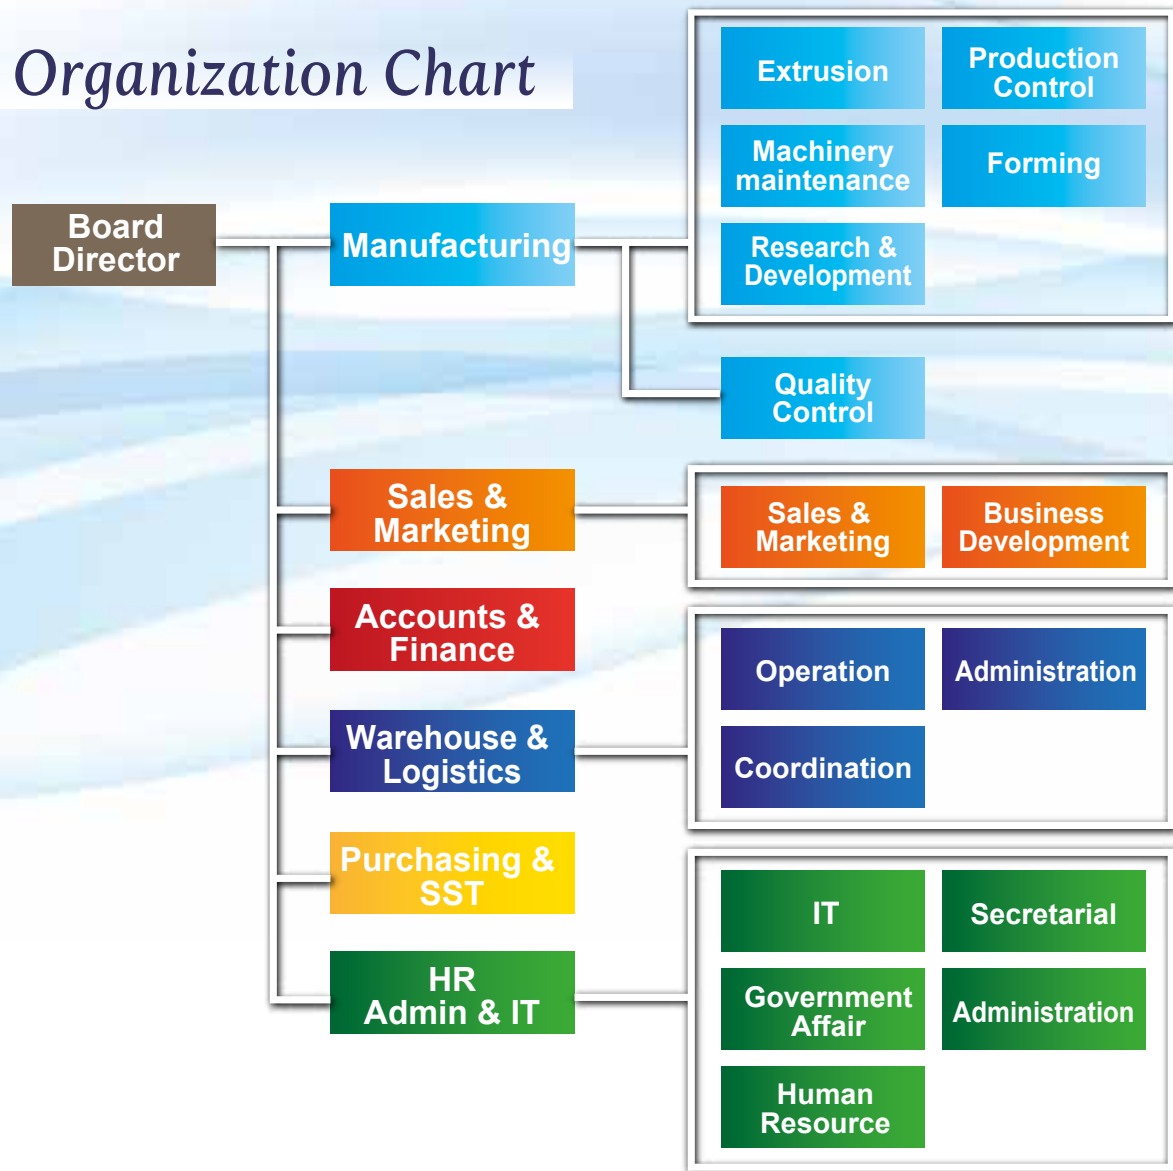 Organization Chart
Board
Director
Manufacturing
Extrusion
Production
Control
Machinery
maintenance
Forming
Research &
Development
Quality
Control
Sales &
Marketing
Sales &
Marketing
Business
Development
Accounts &
Finance
Warehouse &
Logistics
Operation
Administration
Coordination
Purchasing &
SST
HR
Admin & IT
IT
Secretarial
Government
Affair
Administration
Human
Resource